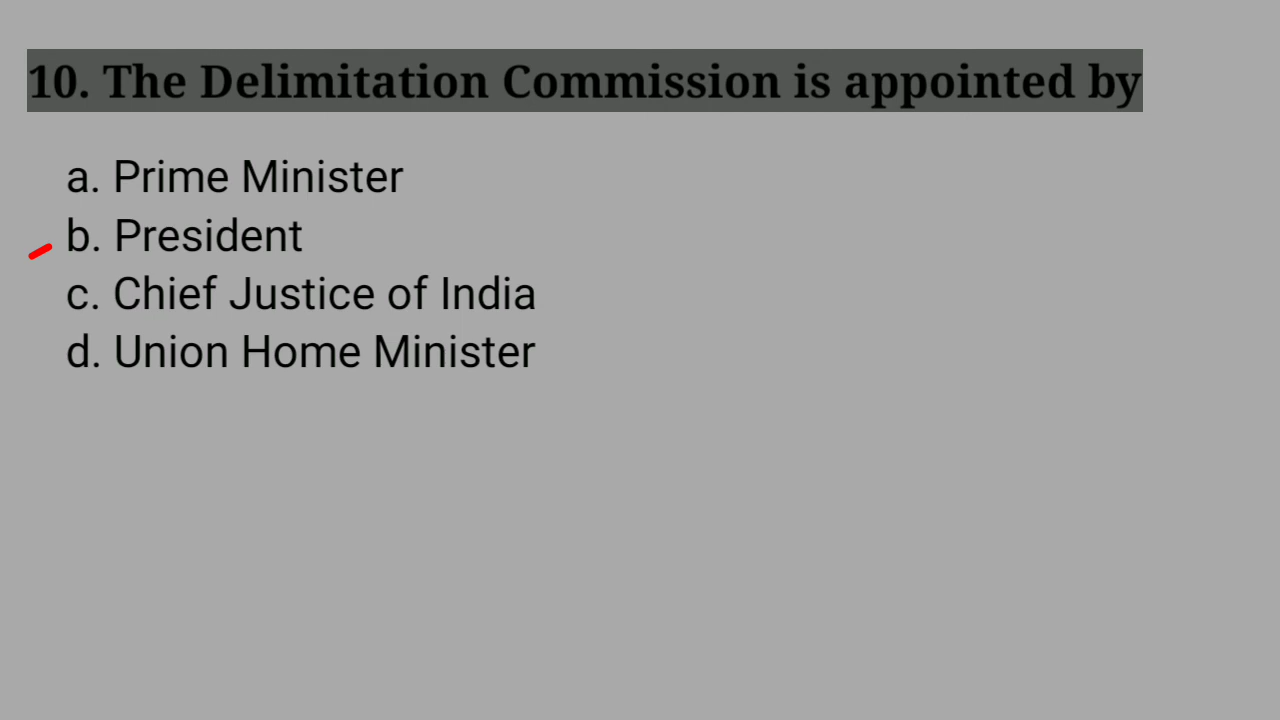 10. The Delimitation Commission is appointed by
a. Prime Minister
b. President
c. Chief Justice of India
d. Union Home Minister